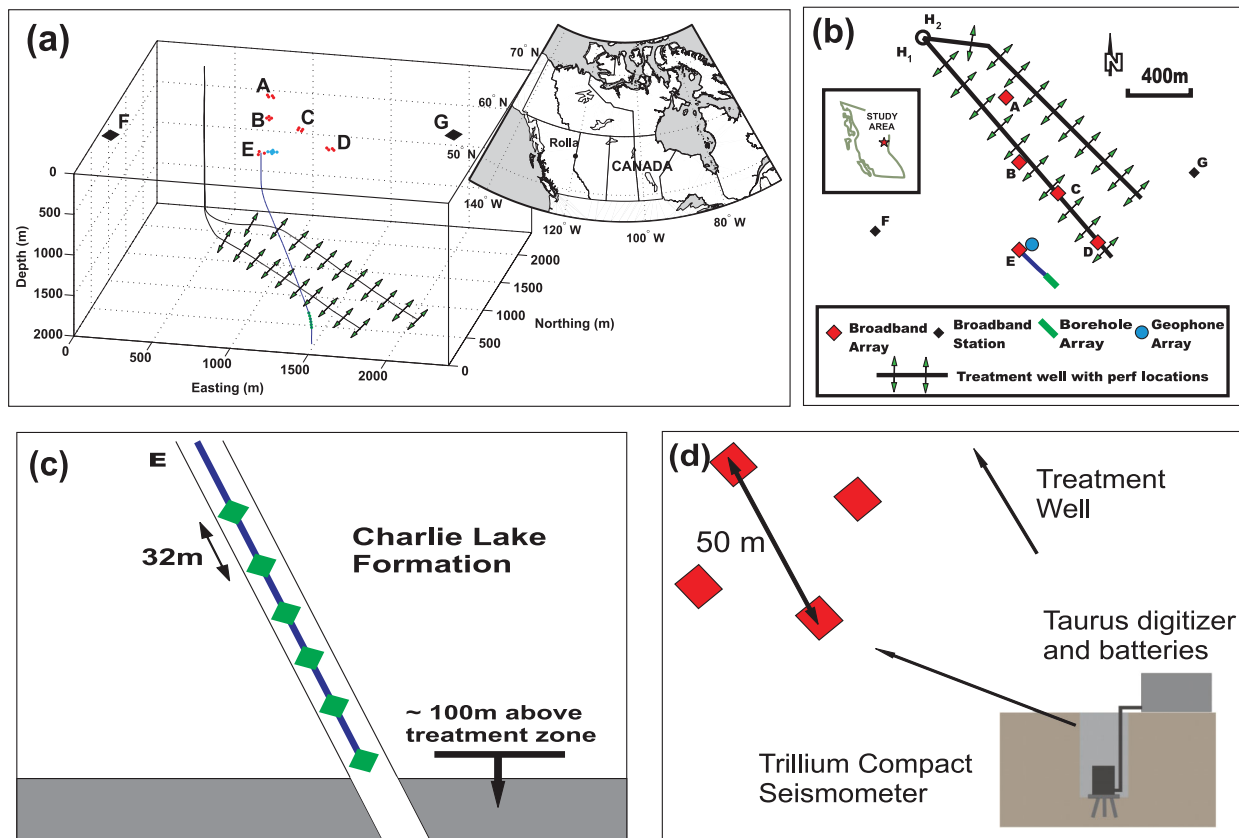 (a)
A
B
C
D
E
F
G
0
500
1000
1500
2000
Depth (m)
0
500
1000
1500
2000
Easting (m)
0
500
1000
1500
2000
Northing (m)
70°N
60°N
50°N
140°W
120°W
100°W
80°W
Rolla
CANADA
(b)
H2
H1
N
400m
STUDY
AREA
A
B
C
D
E
F
G
Broadband
Array
Broadband
Station
Borehole
Array
Geophone
Array
Treatment well with perf locations
(c)
E
32m
Charlie Lake
Formation
~ 100m above
treatment zone
(d)
50 m
Treatment
Well
Taurus digitizer
and batteries
Trillium Compact
Seismometer